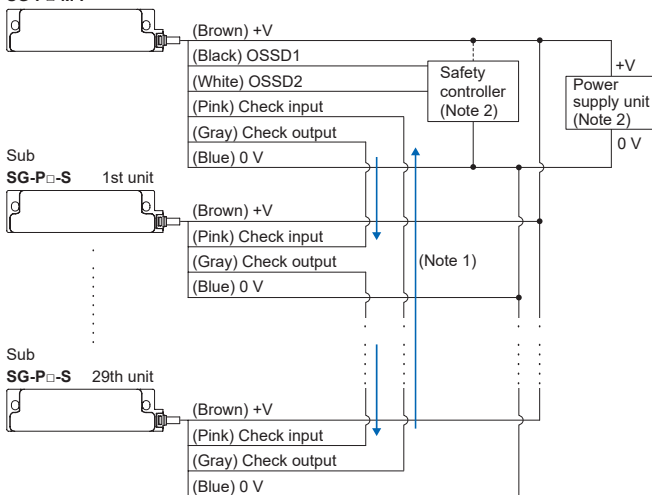 (Brown) +V
(Black) OSSD1
(White) OSSD2
(Pink) Check input
(Gray) Check output
(Blue) 0 V
Safety
controller
(Note 2)
+V
Power
supply unit
(Note 2)
0 V
Sub
SG-P□-S 1st unit
(Brown) +V
(Pink) Check input
(Gray) Check output
(Blue) 0 V
(Note 1)
Sub
SG-P□-S 29th unit
(Brown) +V
(Pink) Check input
(Gray) Check output
(Blue) 0 V